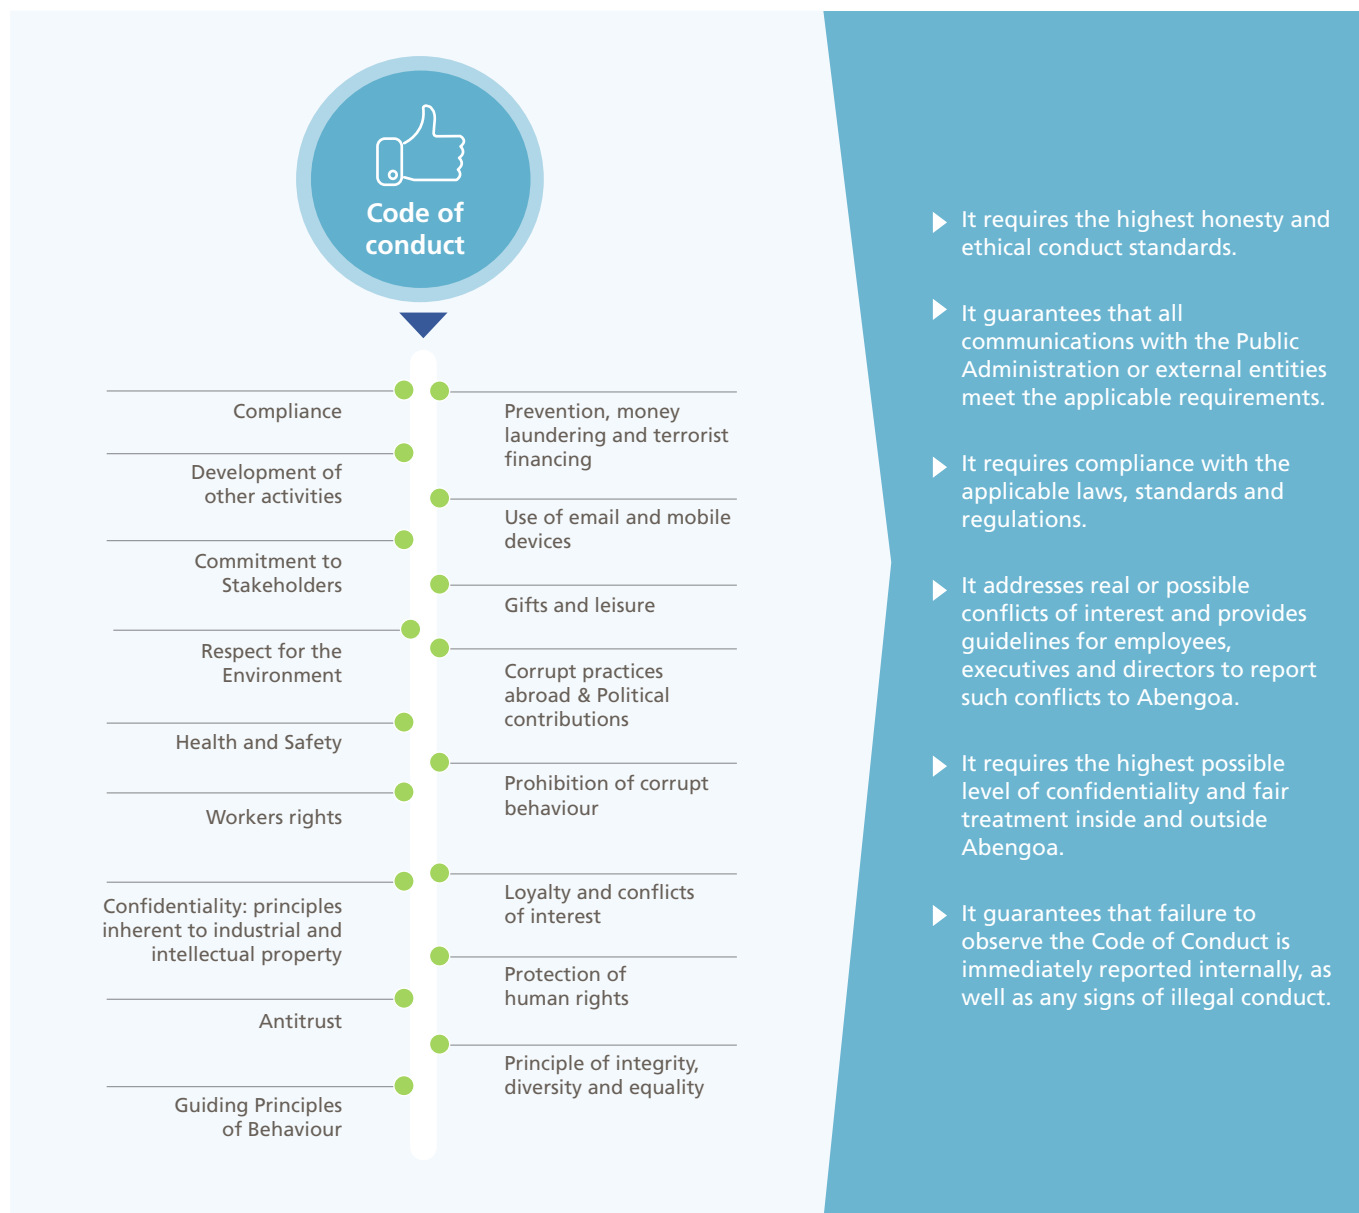 Code of
conduct
Compliance
Development of
other activities
Commitment to
Stakeholders
Respect for the
Environment
Health and Safety
Workers rights
Confidentiality: principles
inherent to industrial and
intellectual property
Antitrust
Guiding Principles
of Behaviour
Prevention, money
laundering and terrorist
financing
Use of email and mobile
devices
Gifts and leisure
Corrupt practices
abroad & Political
contributions
Prohibition of corrupt
behaviour
Loyalty and conflicts
of interest
Protection of
human rights
Principle of integrity,
diversity and equality
It requires the highest honesty and
ethical conduct standards.
It guarantees that all
communications with the Public
Administration or external entities
meet the applicable requirements.
It requires compliance with the
applicable laws, standards and
regulations.
It addresses real or possible
conflicts of interest and provides
guidelines for employees,
executives and directors to report
such conflicts to Abengoa.
It requires the highest possible
level of confidentiality and fair
treatment inside and outside
Abengoa.
It guarantees that failure to
observe the Code of Conduct is
immediately reported internally, as
well as any signs of illegal conduct.